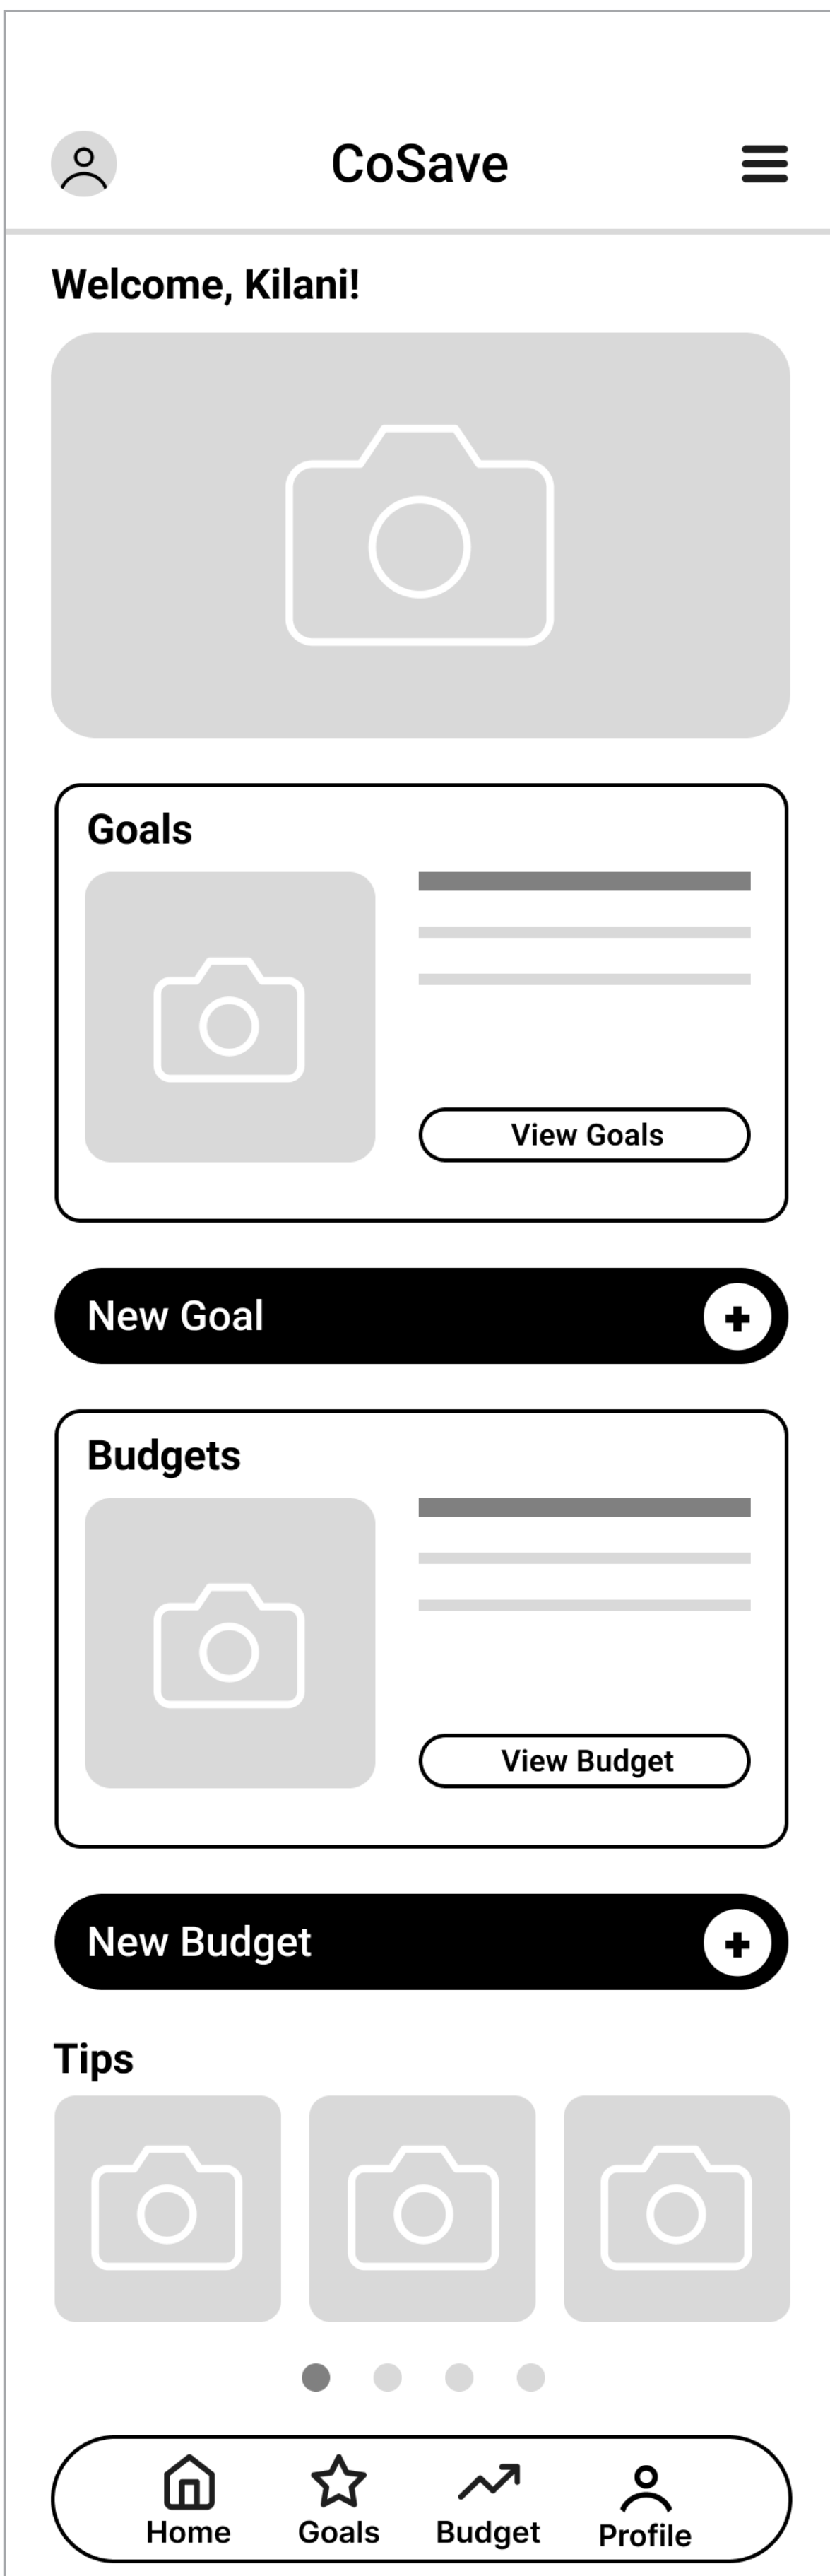 CoSave
Welcome, Kilani!
Goals
View Goals
New Goal
Budgets
View Budget
New Budget
Tips
Home
Goals
Budget
Profile